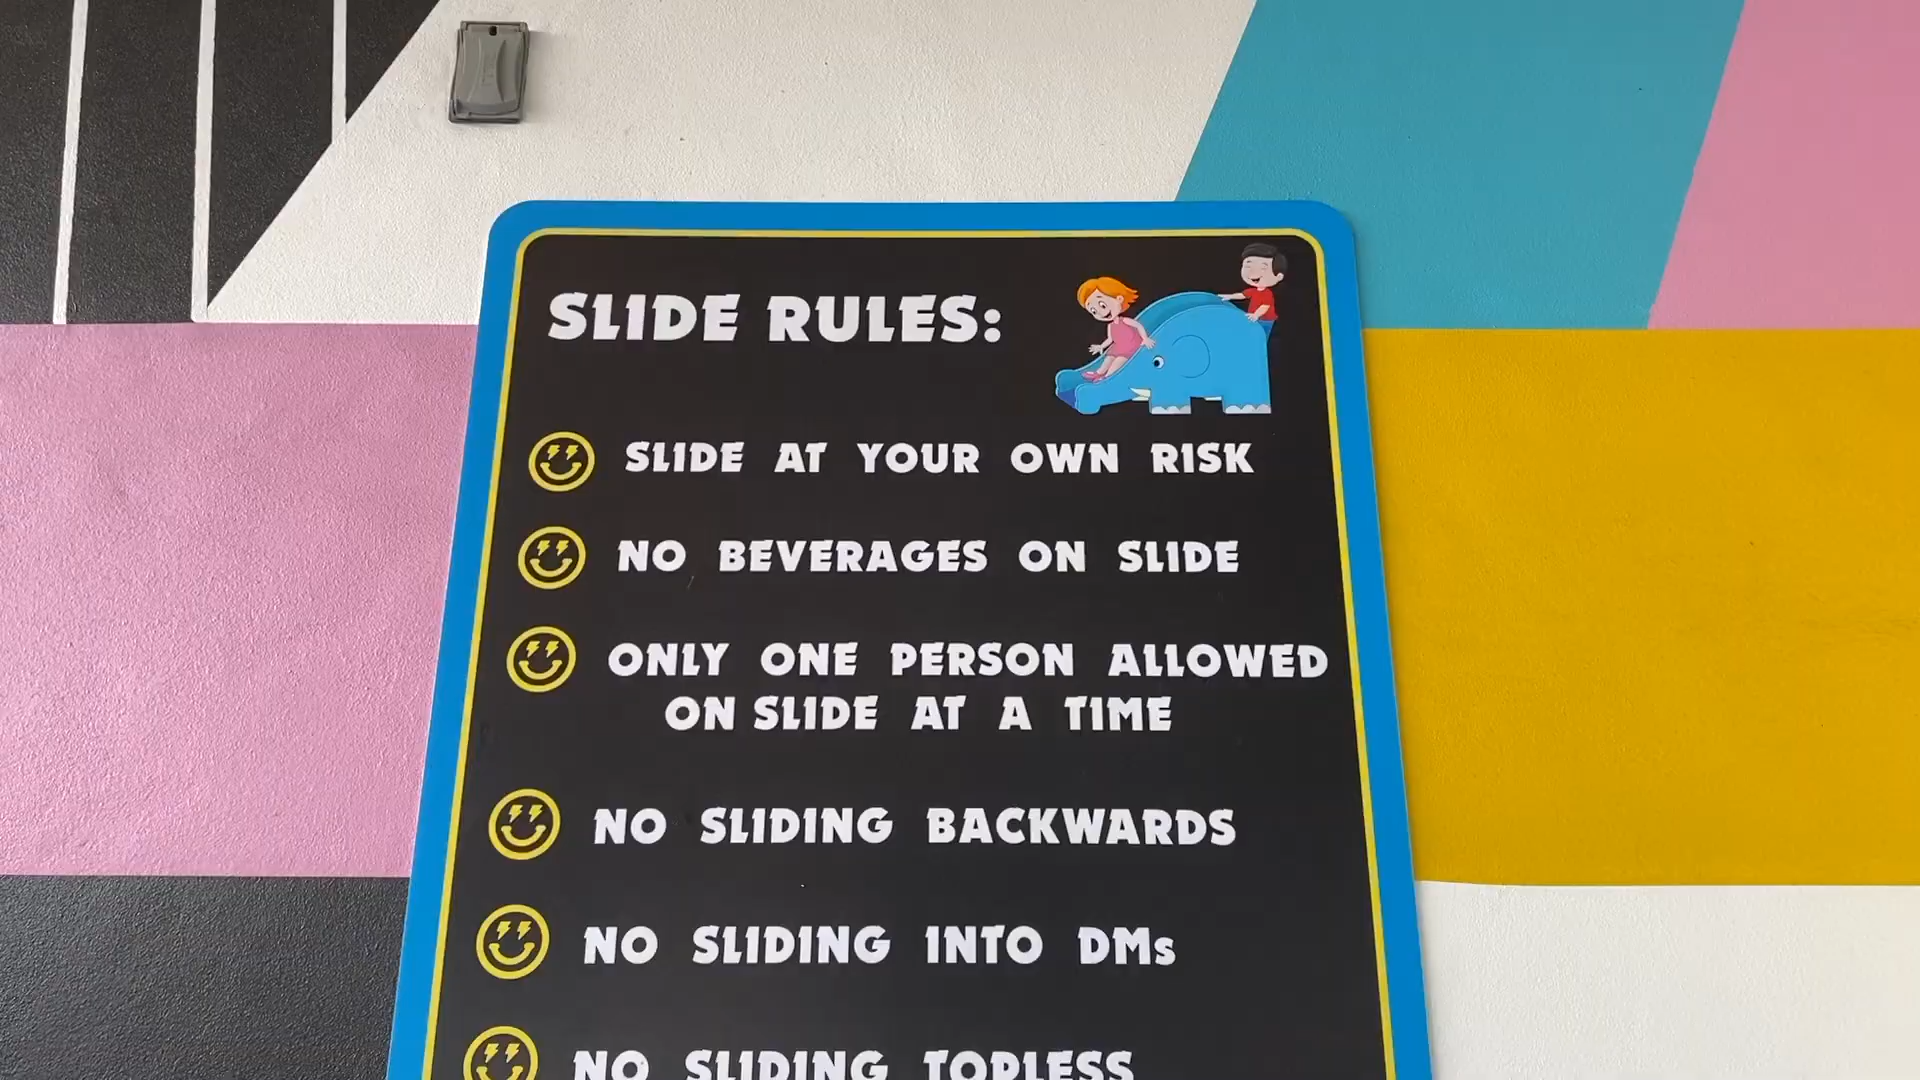 SLIDE RULES:
SLIDE AT YOUR OWN RISK
NO BEVERAGES ON SLIDE
ONLY ONE PERSON ALLOWED
ON SLIDE AT A TIME
NO SLIDING BACKWARDS
NO SLIDING INTO DMs
NO SLIDING TOPLESS